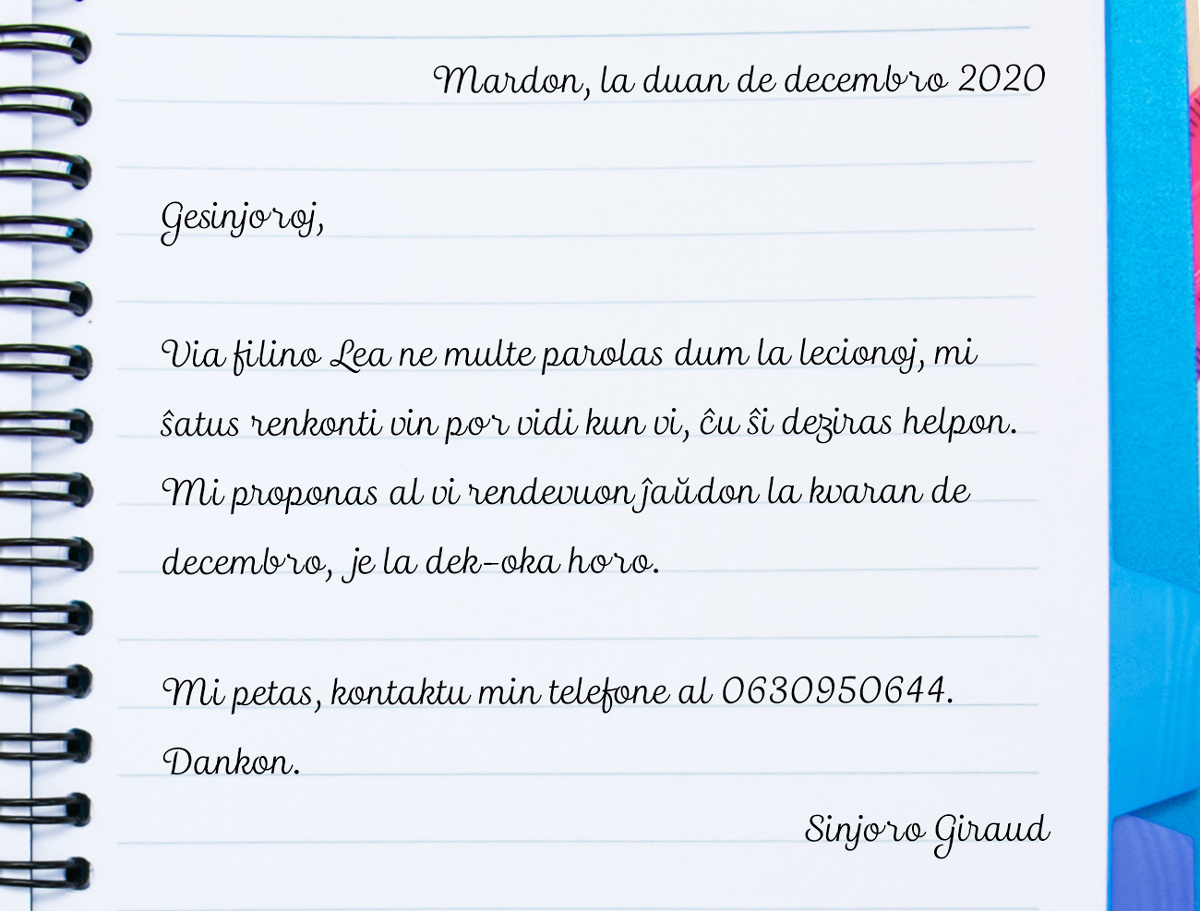 Mardon, la duan de decembro 2020
Gesinjoroj,
Via filino Lea ne multe parolas dum la lecionoj, mi
ŝatus renkonti vin por vidi kun vi, ĉu ŝi deziras helpon.
Mi proponas al vi rendevuon ĵaŭdon la kvaran de
decembro, je la dek-oka horo.
Mi petas, kontaktu min telefone al 0630950644.
Dankon.
Sinjoro Giraud